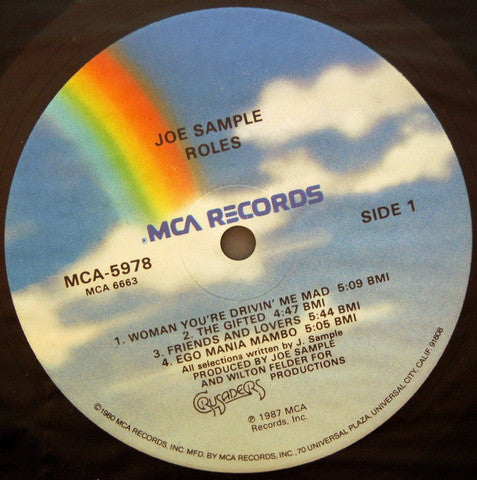 JOE SAMPLE
ROLES
MCA RECORDS
SIDE 1
MCA-5978
MCA 6663
1. WOMAN YOU'RE DRIVIN' ME MAD 5:09 BMI
2. THE GIFTED 4:47 BMI
3. FRIENDS AND LOVERS 5:44 BMI
4. EGO MANIA MAMBO 5:05 BMI
All selections written by J. Sample
PRODUCED BY JOE SAMPLE
AND WILTON FELDER FOR
CRUSADERS PRODUCTIONS
℗1987 MCA
Records, Inc.
©1980 MCA RECORDS, INC. MFD. BY MCA RECORDS, INC., 70 UNIVERSAL PLAZA, UNIVERSAL CITY, CALIF. 91608